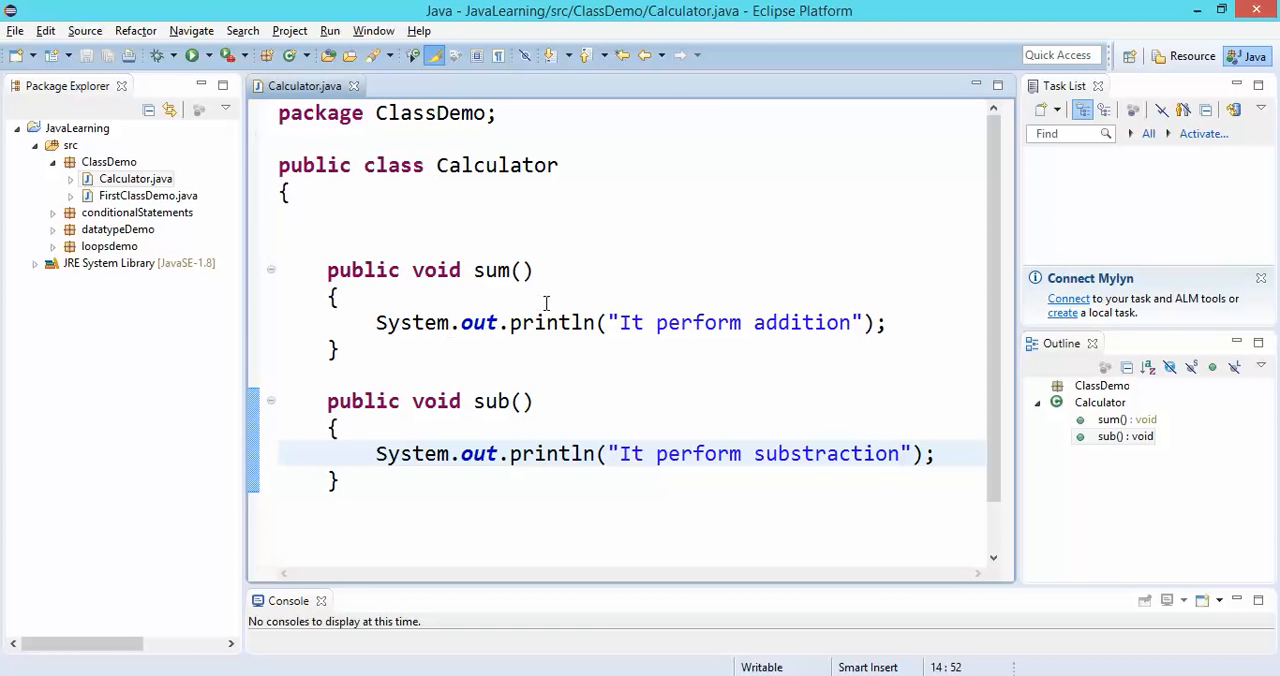 Java - JavaLearning/src/ClassDemo/Calculator.java - Eclipse Platform
File Edit Source Refactor Navigate Search Project Run Window Help
Quick Access Resource Java
Package Explorer
Calculator.java
Task List
JavaLearning
src
ClassDemo
Calculator.java
FirstClassDemo.java
conditionalStatements
datatypeDemo
loopsdemo
JRE System Library [JavaSE-1.8]
package ClassDemo;
public class Calculator
{
public void sum()
{
System.out.println("It perform addition");
}
public void sub()
{
System.out.println("It perform substraction");
}
Find All Activate...
Connect Mylyn
Connect to your task and ALM tools or
create a local task.
Outline
ClassDemo
Calculator
sum() : void
sub() : void
Console
No consoles to display at this time.
Writable Smart Insert 14 : 52